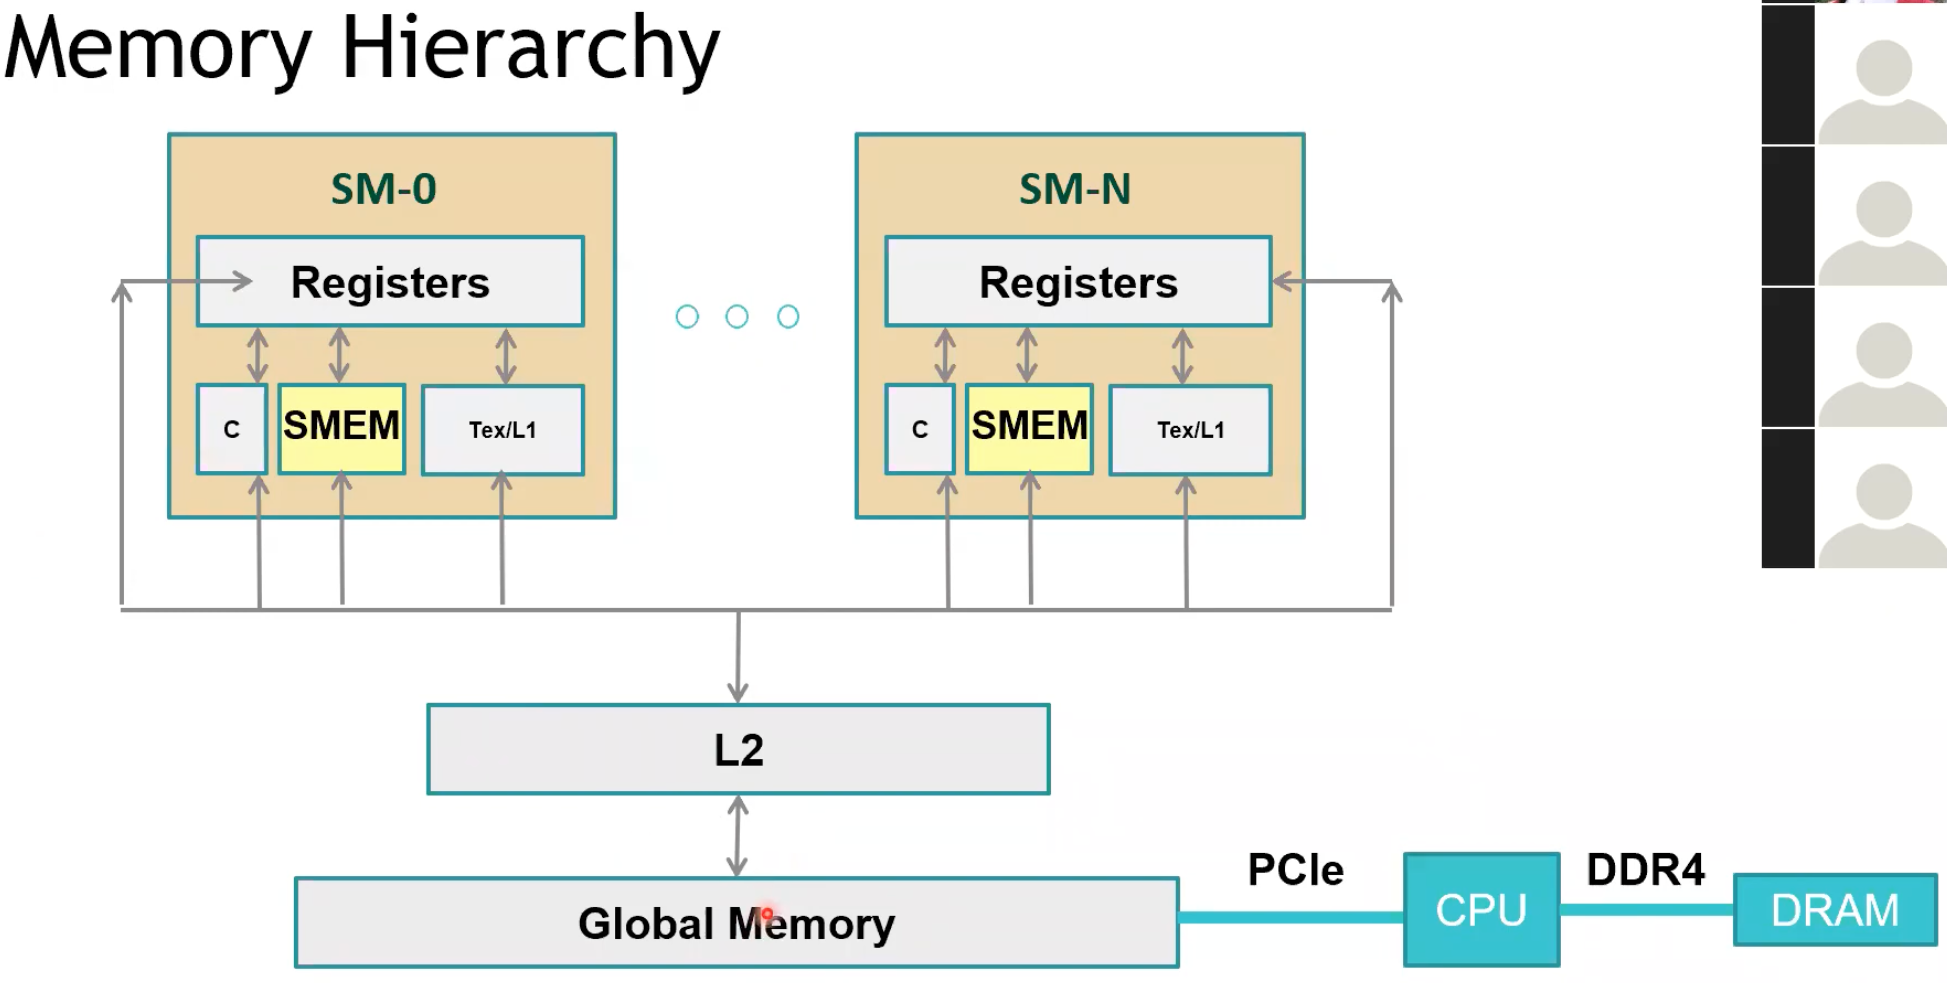 Memory Hierarchy
SM-0
Registers
C
SMEM
Tex/L1
SM-N
Registers
C
SMEM
Tex/L1
L2
Global Memory
PCIe
CPU
DDR4
DRAM